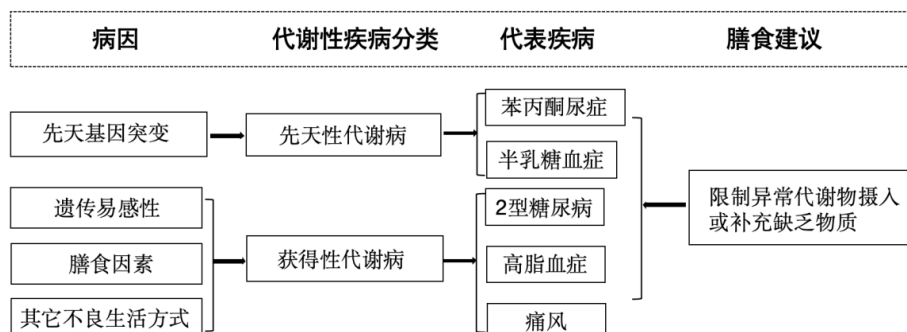 病因 代谢性疾病分类 代表疾病 膳食建议
先天基因突变
先天性代谢病
苯丙酮尿症
半乳糖血症
遗传易感性
膳食因素
其它不良生活方式
获得性代谢病
2型糖尿病
高脂血症
痛风
限制异常代谢物摄入
或补充缺乏物质